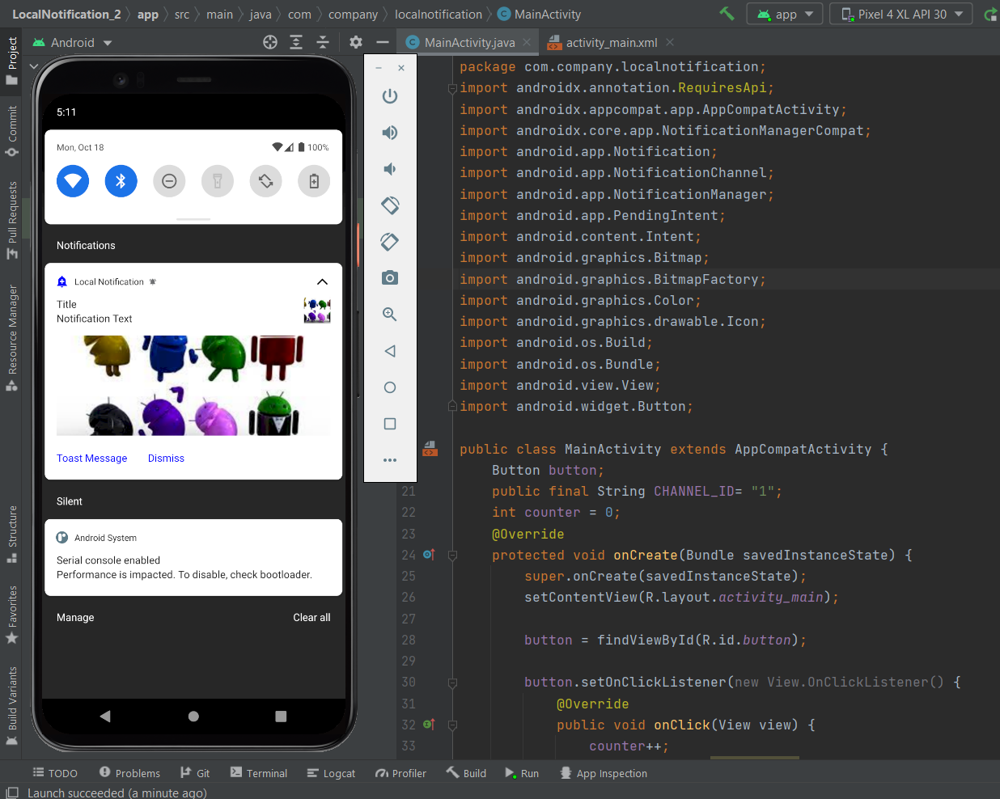 LocalNotification_2 app src main java com company localnotification MainActivity app Pixel 4 XL API 30
Android MainActivity.java activity_main.xml
Project
Commit
Pull Requests
Resource Manager
Structure
Favorites
Build Variants
5:11
Mon, Oct 18 100%
Notifications
Local Notification
Title
Notification Text
Toast Message Dismiss
Silent
Android System
Serial console enabled
Performance is impacted. To disable, check bootloader.
Manage Clear all
package com.company.localnotification;
import androidx.annotation.RequiresApi;
import androidx.appcompat.app.AppCompatActivity;
import androidx.core.app.NotificationManagerCompat;
import android.app.Notification;
import android.app.NotificationChannel;
import android.app.NotificationManager;
import android.app.PendingIntent;
import android.content.Intent;
import android.graphics.Bitmap;
import android.graphics.BitmapFactory;
import android.graphics.Color;
import android.graphics.drawable.Icon;
import android.os.Build;
import android.os.Bundle;
import android.view.View;
import android.widget.Button;
public class MainActivity extends AppCompatActivity {
Button button;
21 public final String CHANNEL_ID= "1";
22 int counter = 0;
23 @Override
24 protected void onCreate(Bundle savedInstanceState) {
25 super.onCreate(savedInstanceState);
26 setContentView(R.layout.activity_main);
27
28 button = findViewById(R.id.button);
29
30 button.setOnClickListener(new View.OnClickListener() {
31 @Override
32 public void onClick(View view) {
33 counter++;
TODO Problems Git Terminal Logcat Profiler Build Run App Inspection
Launch succeeded (a minute ago)